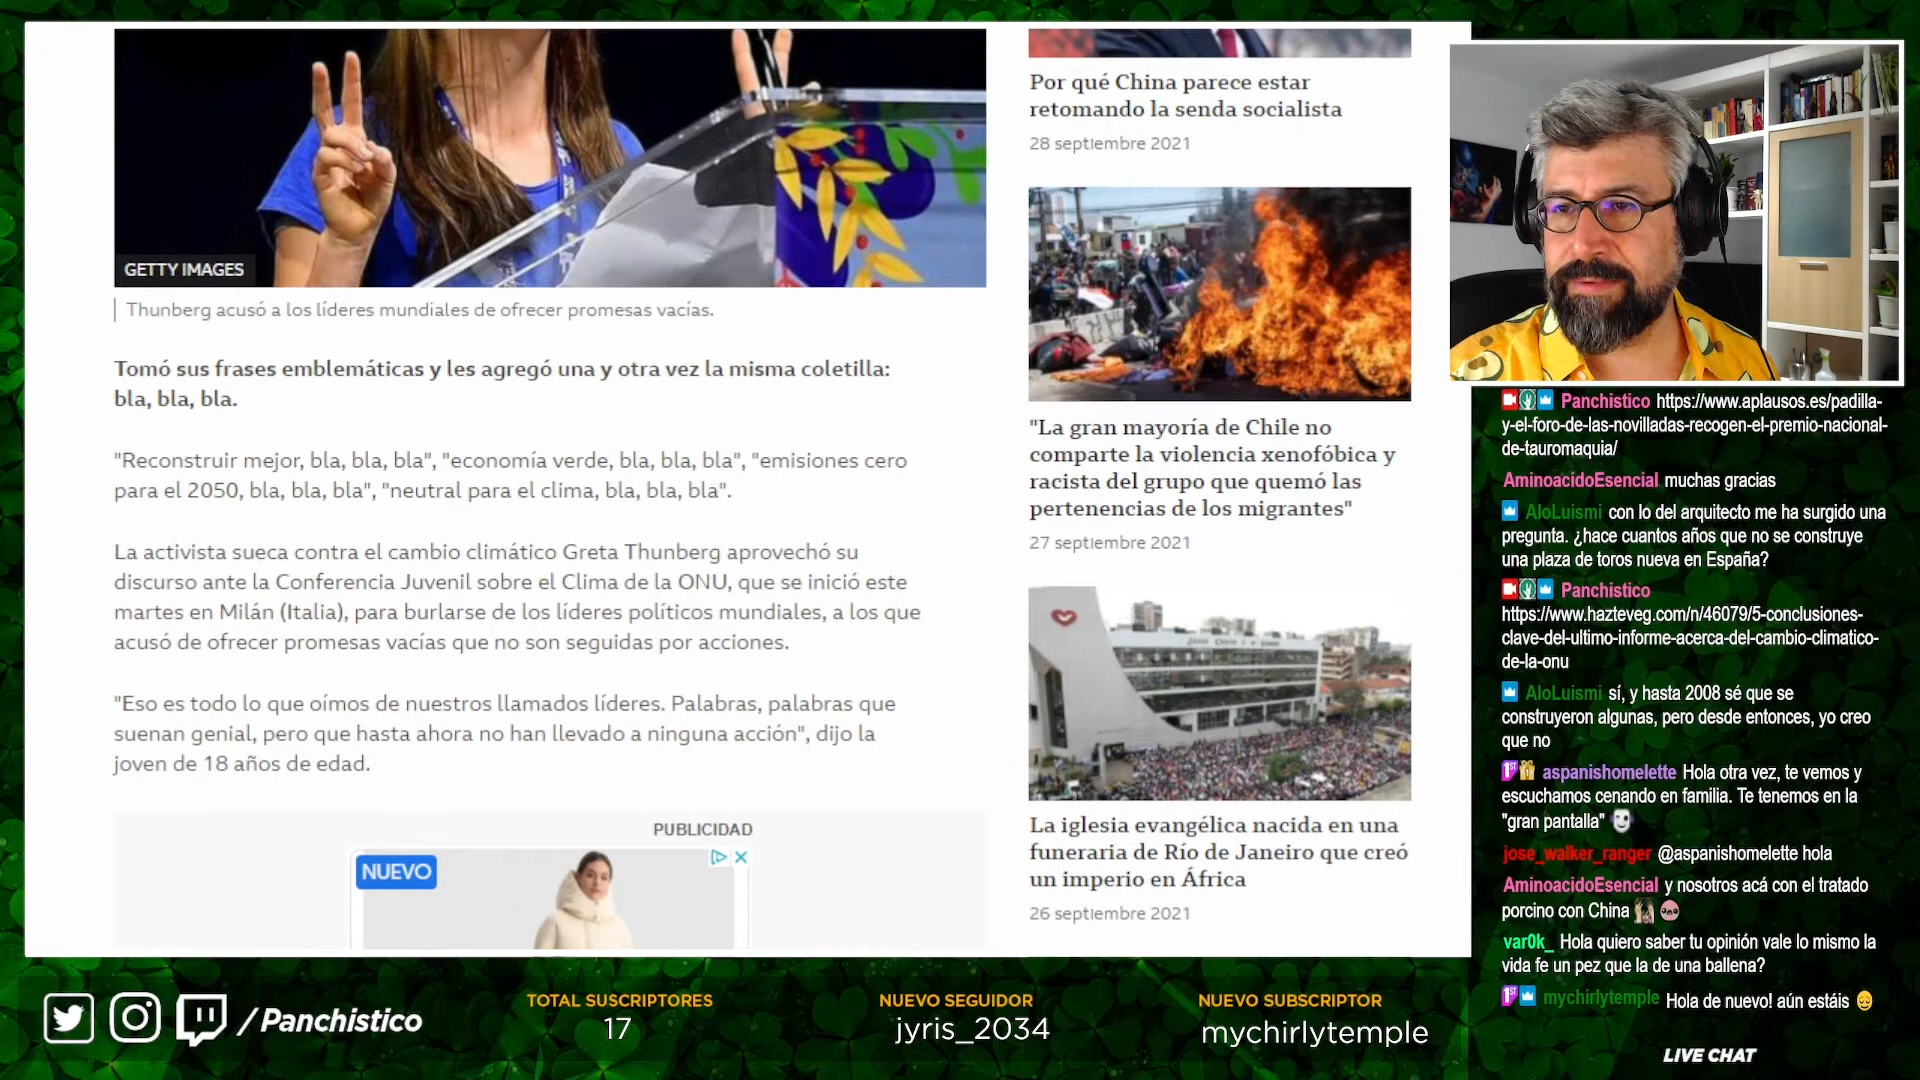 GETTY IMAGES
Thunberg acusó a los líderes mundiales de ofrecer promesas vacías.
Tomó sus frases emblemáticas y les agregó una y otra vez la misma coletilla:
bla, bla, bla.
"Reconstruir mejor, bla, bla, bla", "economía verde, bla, bla, bla", "emisiones cero
para el 2050, bla, bla, bla", "neutral para el clima, bla, bla, bla".
La activista sueca contra el cambio climático Greta Thunberg aprovechó su
discurso ante la Conferencia Juvenil sobre el Clima de la ONU, que se inició este
martes en Milán (Italia), para burlarse de los líderes políticos mundiales, a los que
acusó de ofrecer promesas vacías que no son seguidas por acciones.
"Eso es todo lo que oímos de nuestros llamados líderes. Palabras, palabras que
suenan genial, pero que hasta ahora no han llevado a ninguna acción", dijo la
joven de 18 años de edad.
PUBLICIDAD
NUEVO
Por qué China parece estar
retomando la senda socialista
28 septiembre 2021
"La gran mayoría de Chile no
comparte la violencia xenofóbica y
racista del grupo que quemó las
pertenencias de los migrantes"
27 septiembre 2021
La iglesia evangélica nacida en una
funeraria de Río de Janeiro que creó
un imperio en África
26 septiembre 2021
Panchistico https://www.aplausos.es/padilla-
y-el-foro-de-las-novilladas-recogen-el-premio-nacional-
de-tauromaquia/
AminoacidoEsencial muchas gracias
AloLuismi con lo del arquitecto me ha surgido una
pregunta. ¿hace cuantos años que no se construye
una plaza de toros nueva en España?
Panchistico
https://www.hazteveg.com/n/46079/5-conclusiones-
clave-del-ultimo-informe-acerca-del-cambio-climatico-
de-la-onu
AloLuismi sí, y hasta 2008 sé que se
construyeron algunas, pero desde entonces, yo creo
que no
aspanishomelette Hola otra vez, te vemos y
escuchamos cenando en familia. Te tenemos en la
"gran pantalla"
jose_walker_ranger @aspanishomelette hola
AminoacidoEsencial y nosotros acá con el tratado
porcino con China
var0k_ Hola quiero saber tu opinión vale lo mismo la
vida fe un pez que la de una ballena?
mychirlytemple Hola de nuevo! aún estáis
LIVE CHAT
/Panchistico
TOTAL SUSCRIPTORES
17
NUEVO SEGUIDOR
jyris_2034
NUEVO SUBSCRIPTOR
mychirlytemple